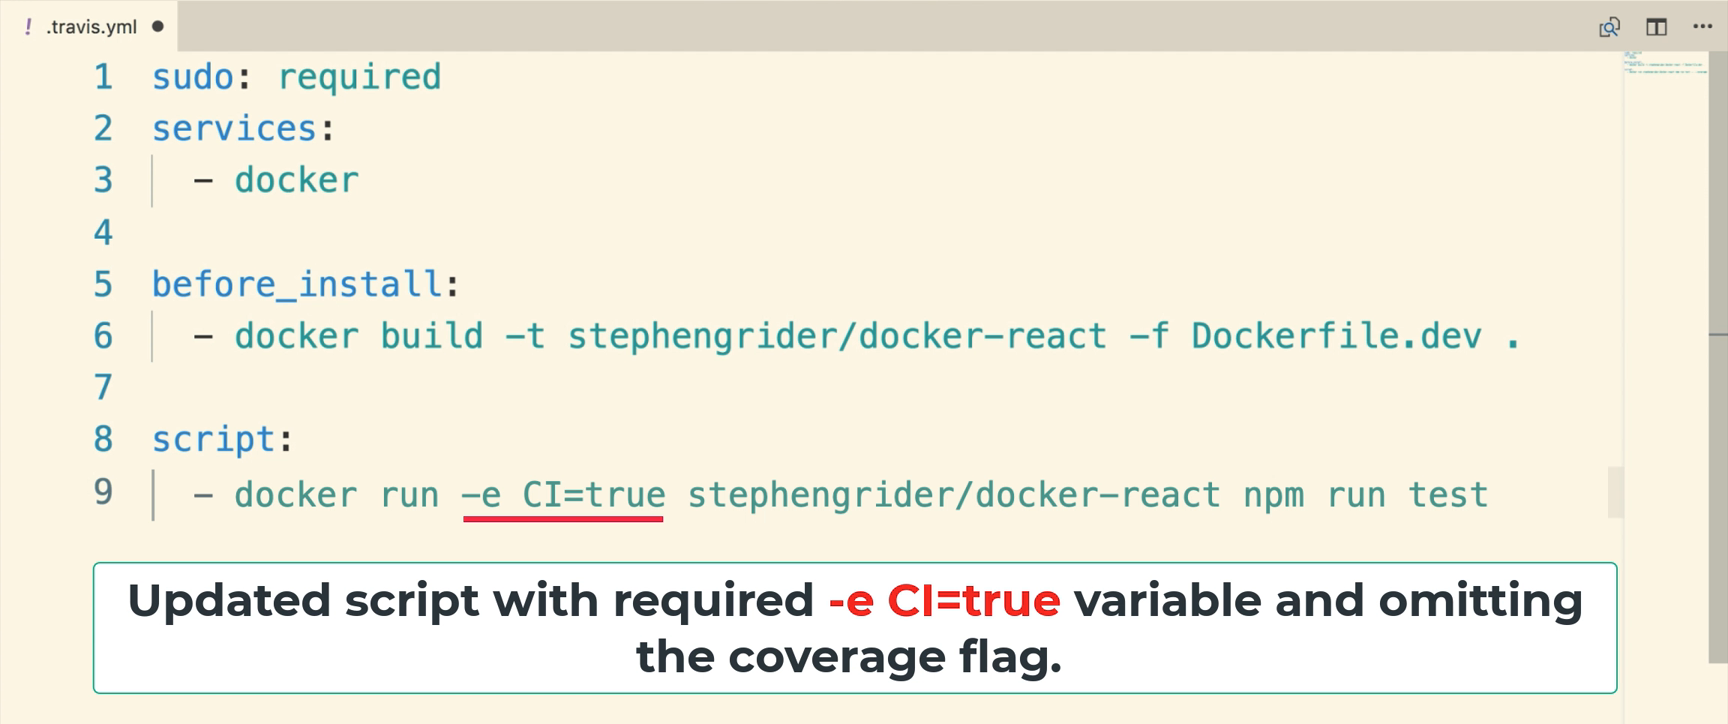 ! .travis.yml ●
1 sudo: required
2 services:
3 - docker
4
5 before_install:
6 - docker build -t stephengrider/docker-react -f Dockerfile.dev .
7
8 script:
9 - docker run -e CI=true stephengrider/docker-react npm run test
Updated script with required -e CI=true variable and omitting
the coverage flag.